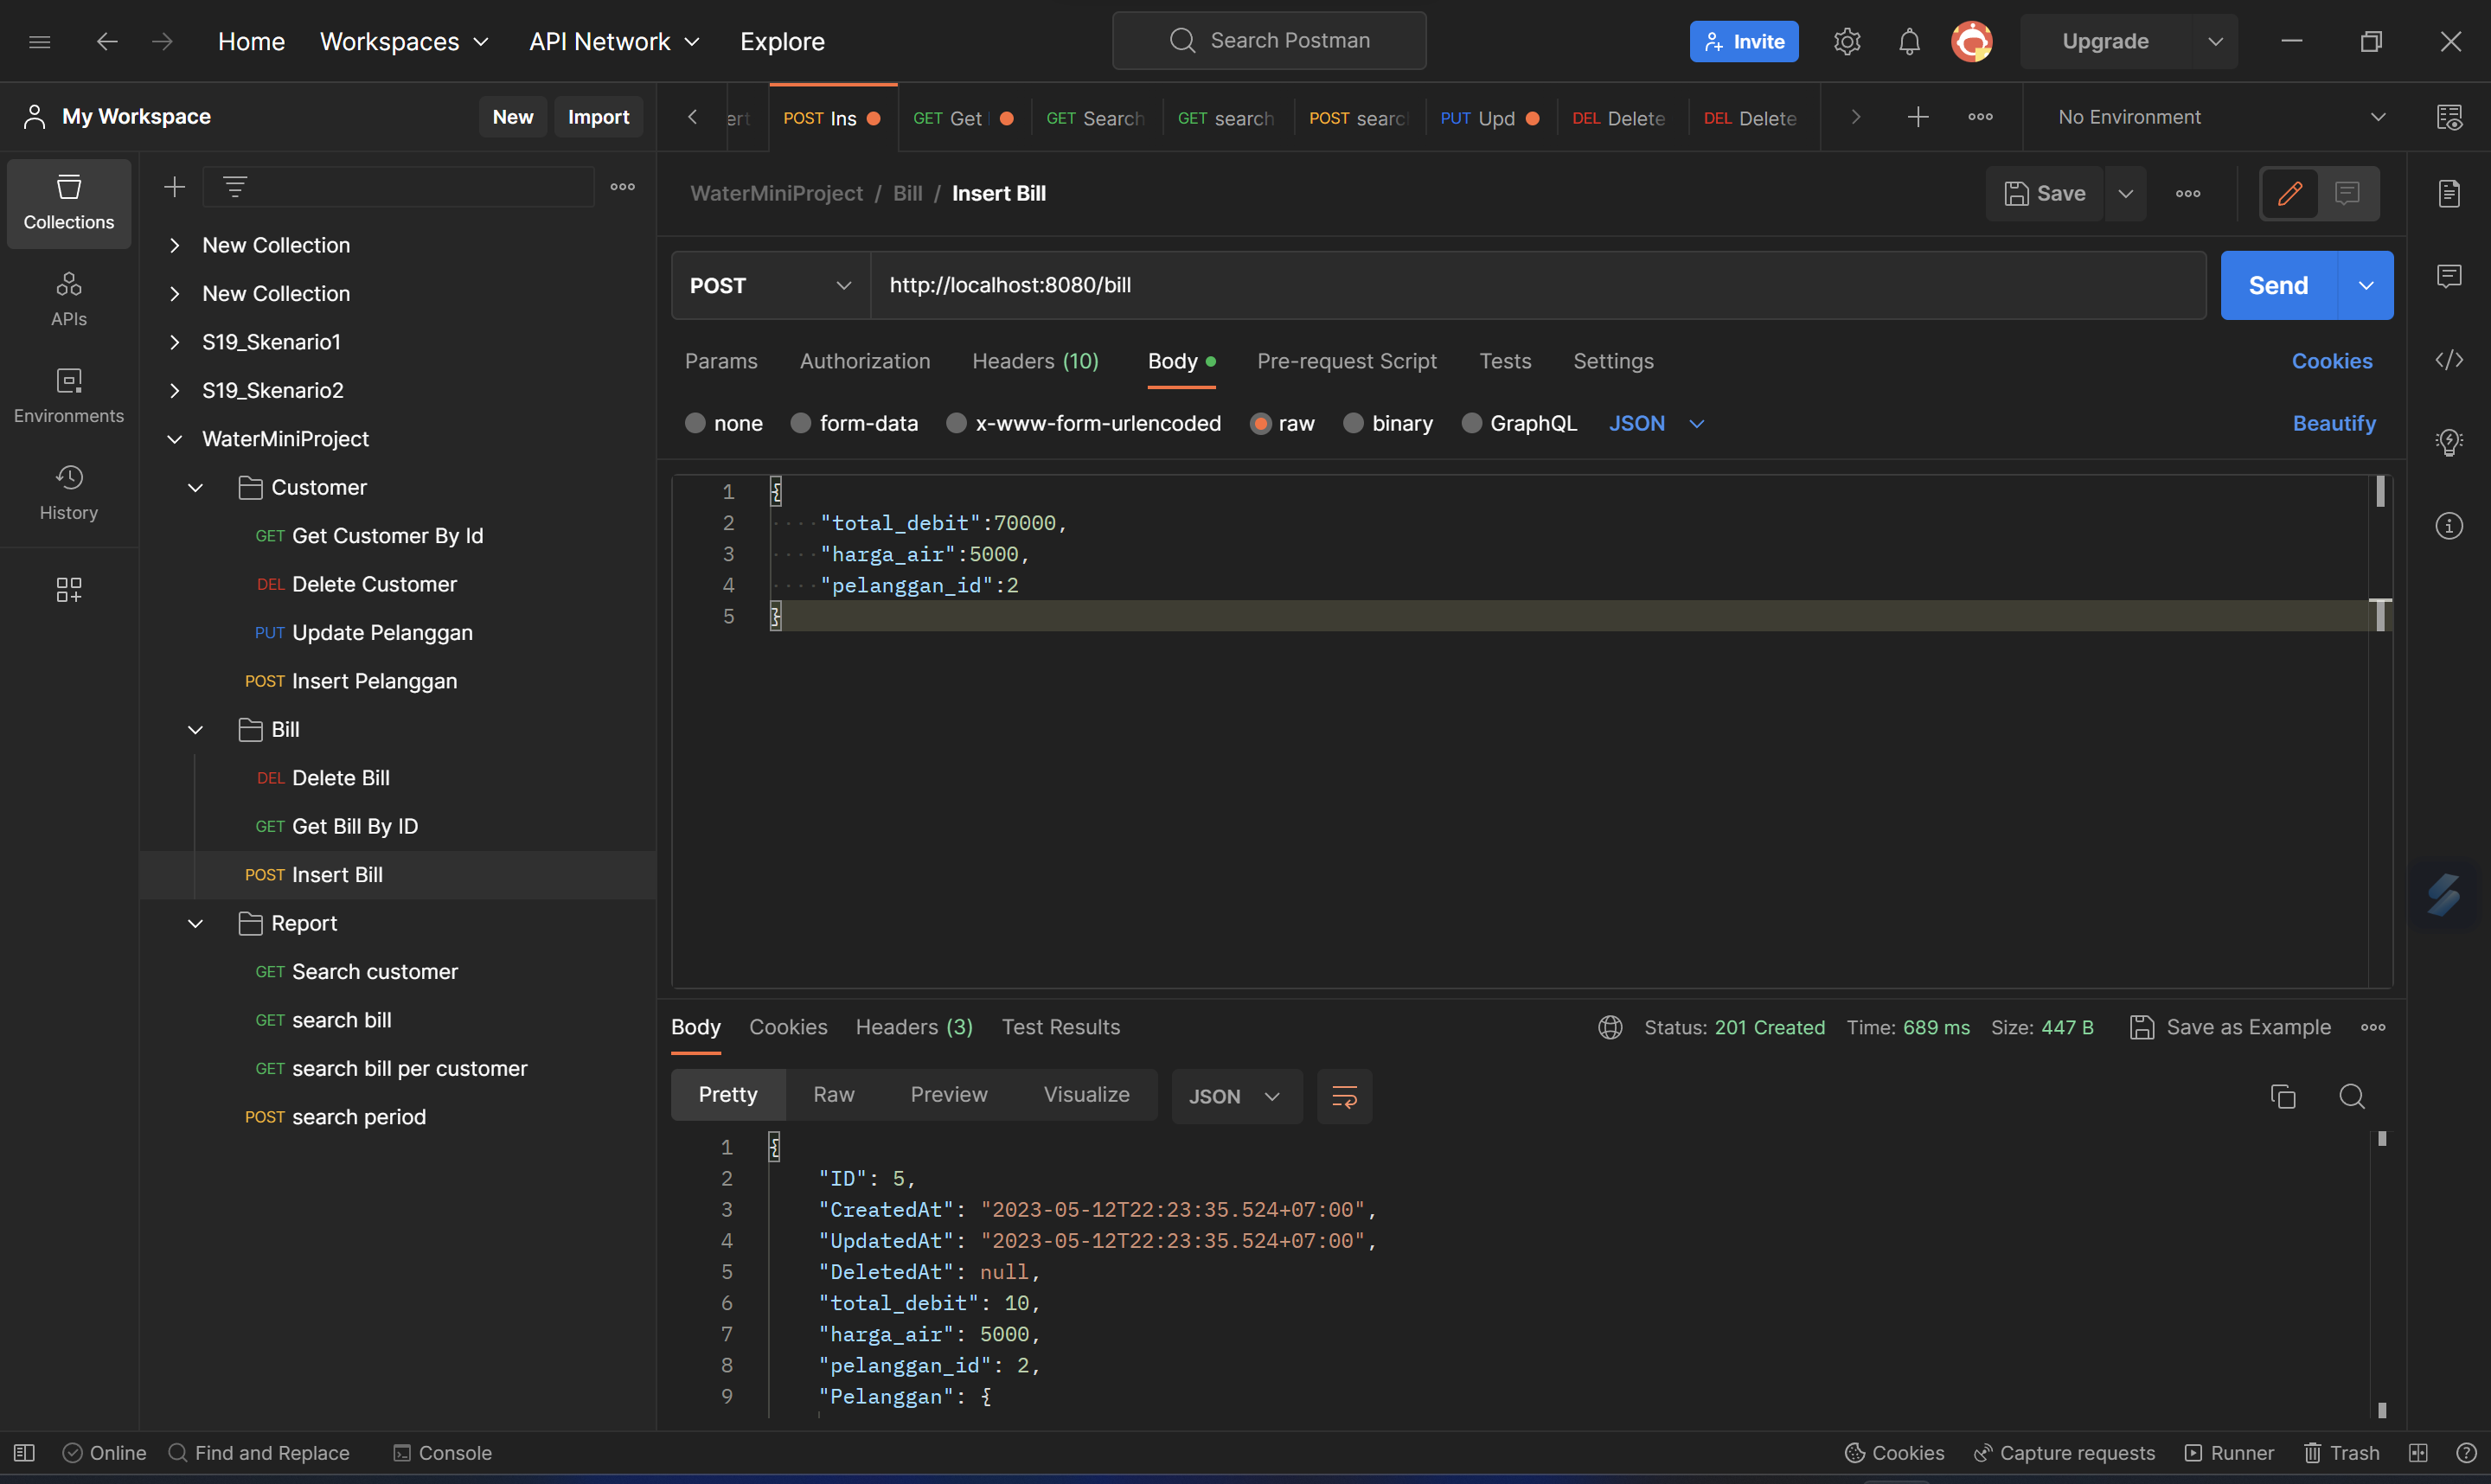 Home
Workspaces
API Network
Explore
Search Postman
Invite
Upgrade
My Workspace
New
Import
POST Ins
GET Get
GET Search
GET search
POST searc
PUT Upd
DEL Delete
DEL Delete
No Environment
Collections
APIs
Environments
History
New Collection
New Collection
S19_Skenario1
S19_Skenario2
WaterMiniProject
Customer
GET Get Customer By Id
DEL Delete Customer
PUT Update Pelanggan
POST Insert Pelanggan
Bill
DEL Delete Bill
GET Get Bill By ID
POST Insert Bill
Report
GET Search customer
GET search bill
GET search bill per customer
POST search period
WaterMiniProject / Bill / Insert Bill
Save
POST
http://localhost:8080/bill
Send
Params
Authorization
Headers (10)
Body
Pre-request Script
Tests
Settings
Cookies
none
form-data
x-www-form-urlencoded
raw
binary
GraphQL
JSON
Beautify
1 {
2 "total_debit":70000,
3 "harga_air":5000,
4 "pelanggan_id":2
5 }
Body
Cookies
Headers (3)
Test Results
Status: 201 Created
Time: 689 ms
Size: 447 B
Save as Example
Pretty
Raw
Preview
Visualize
JSON
1 {
2 "ID": 5,
3 "CreatedAt": "2023-05-12T22:23:35.524+07:00",
4 "UpdatedAt": "2023-05-12T22:23:35.524+07:00",
5 "DeletedAt": null,
6 "total_debit": 10,
7 "harga_air": 5000,
8 "pelanggan_id": 2,
9 "Pelanggan": {
Online
Find and Replace
Console
Cookies
Capture requests
Runner
Trash